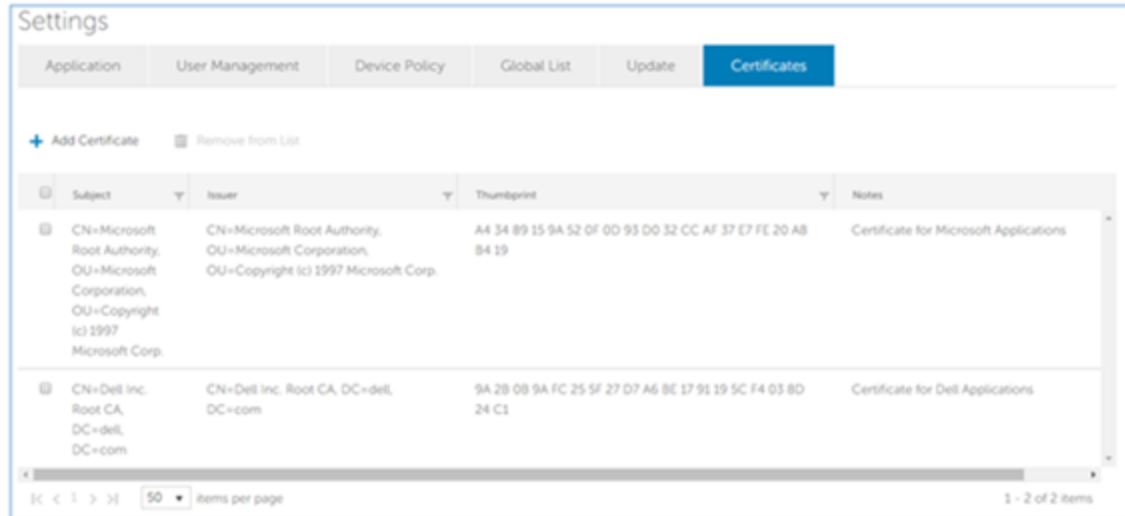 Settings
Application User Management Device Policy Global List Update Certificates
Add Certificate Remove from List
Subject Issuer Thumbprint Notes
CN=Microsoft CN=Microsoft Root Authority, A4 34 89 15 9A 52 0F 0D 93 D0 32 CC AF 37 E7 FE 20 A8 Certificate for Microsoft Applications
Root Authority, OU=Microsoft Corporation, B4 19
OU=Microsoft OU=Copyright (c) 1997 Microsoft Corp.
Corporation,
OU=Copyright
(c) 1997
Microsoft Corp.
CN=Dell Inc. CN=Dell Inc. Root CA, DC=dell, 9A 2B 0B 9A FC 25 5F 27 D7 A6 BE 17 91 19 5C F4 03 8D Certificate for Dell Applications
Root CA, DC=com 24 C1
DC=dell,
DC=com
1 50 items per page 1 - 2 of 2 items